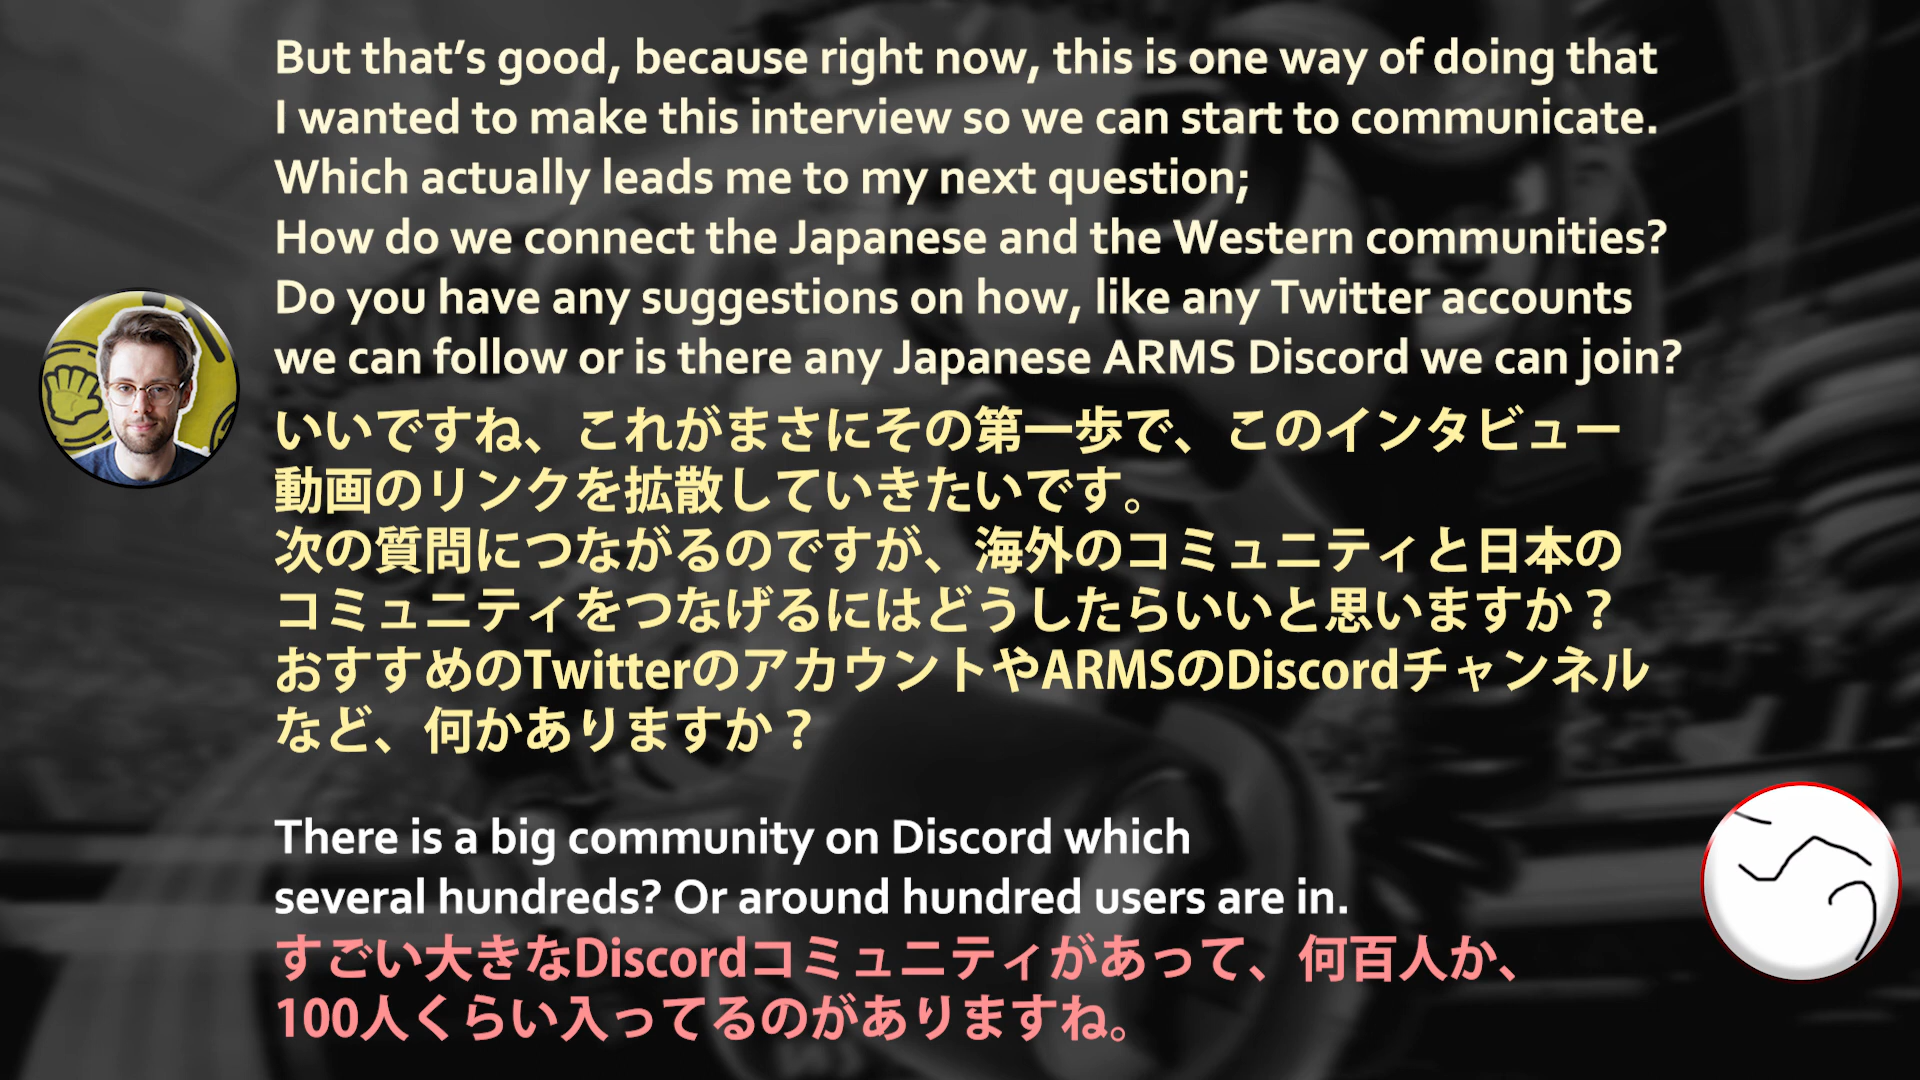 But that’s good, because right now, this is one way of doing that
I wanted to make this interview so we can start to communicate.
Which actually leads me to my next question;
How do we connect the Japanese and the Western communities?
Do you have any suggestions on how, like any Twitter accounts
we can follow or is there any Japanese ARMS Discord we can join?
いいですね、これがまさにその第一歩で、このインタビュー
動画のリンクを拡散していきたいです。
次の質問につながるのですが、海外のコミュニティと日本の
コミュニティをつなげるにはどうしたらいいと思いますか？
おすすめのTwitterのアカウントやARMSのDiscordチャンネル
など、何かありますか？
There is a big community on Discord which
several hundreds? Or around hundred users are in.
すごい大きなDiscordコミュニティがあって、何百人か、
100人くらい入ってるのがありますね。